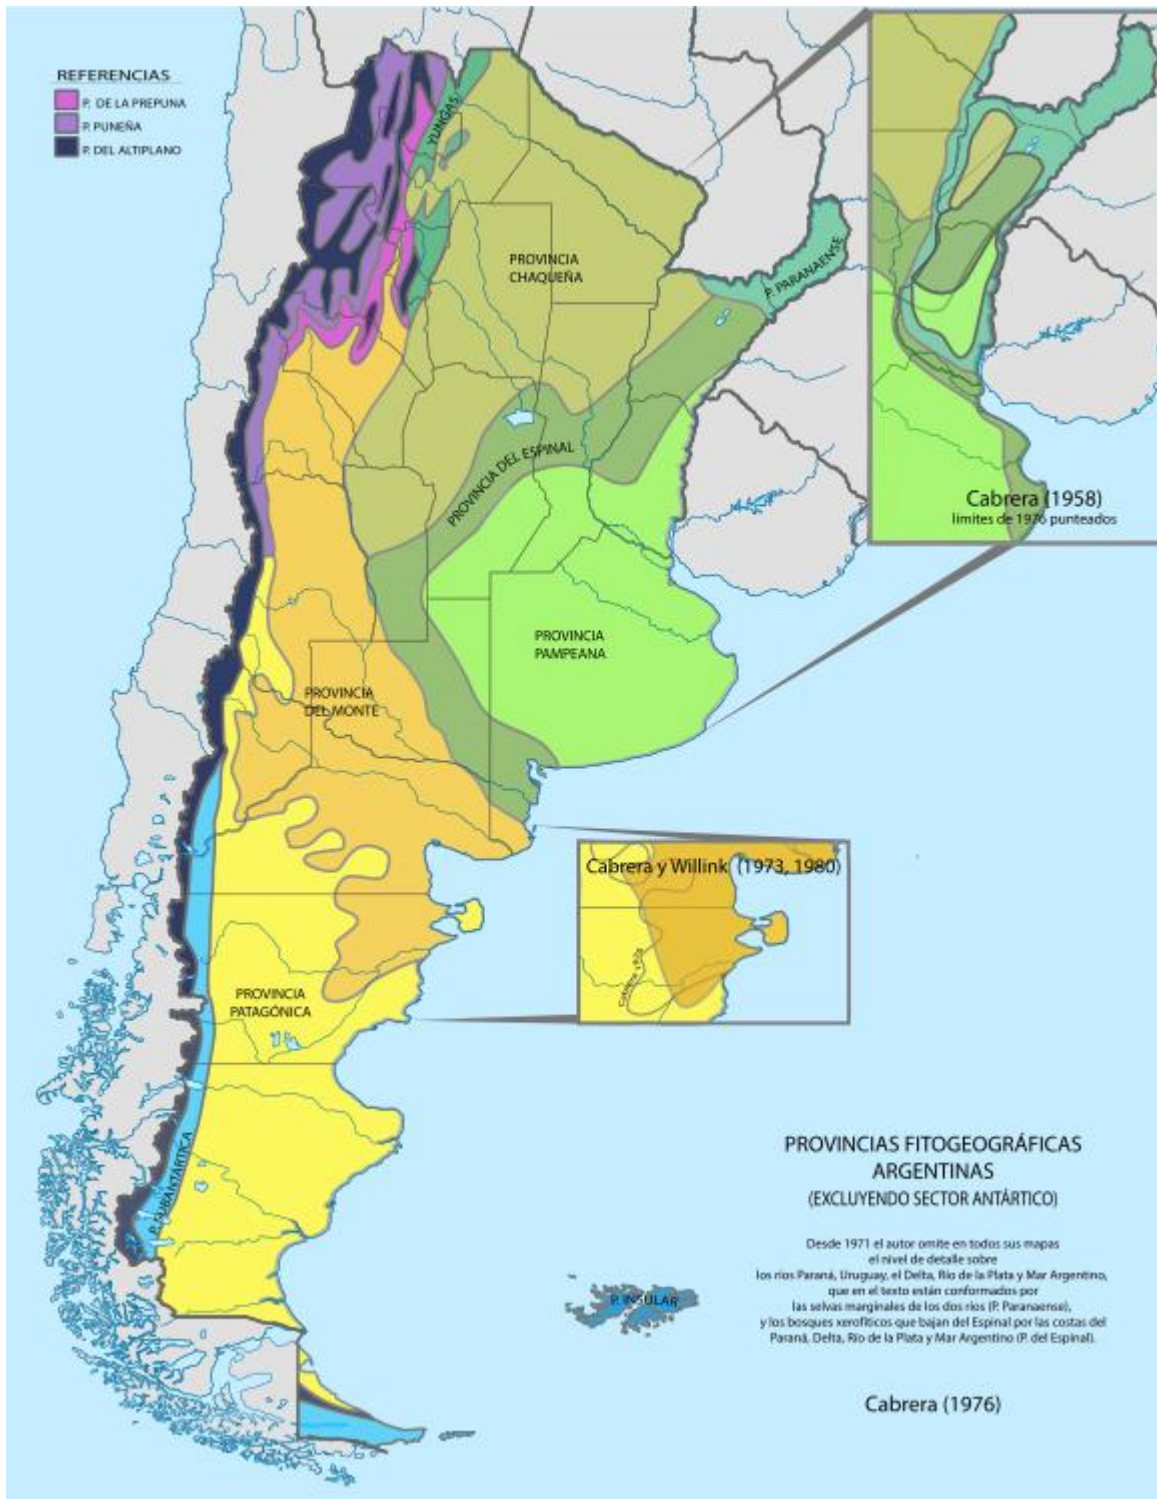 REFERENCIAS
P. DE LA PREPUNA
P. PUNEÑA
P. DEL ALTIPLANO
YUNGAS
PROVINCIA
CHAQUEÑA
P. PARANAENSE
Cabrera (1958)
límites de 1976 punteados
PROVINCIA DEL ESPINAL
PROVINCIA
PAMPEANA
PROVINCIA
DEL MONTE
Cabrera y Willink (1973, 1980)
Cabrera 1976
PROVINCIA
PATAGÓNICA
P. SUBANTÁRTICA
P. INSULAR
PROVINCIAS FITOGEOGRÁFICAS
ARGENTINAS
(EXCLUYENDO SECTOR ANTÁRTICO)
Desde 1971 el autor omite en todos sus mapas
el nivel de detalle sobre
los ríos Paraná, Uruguay, el Delta, Río de la Plata y Mar Argentino,
que en el texto están conformados por
las selvas marginales de los dos ríos (P. Paranaense),
y los bosques xerofíticos que bajan del Espinal por las costas del
Paraná, Delta, Río de la Plata y Mar Argentino (P. del Espinal).
Cabrera (1976)